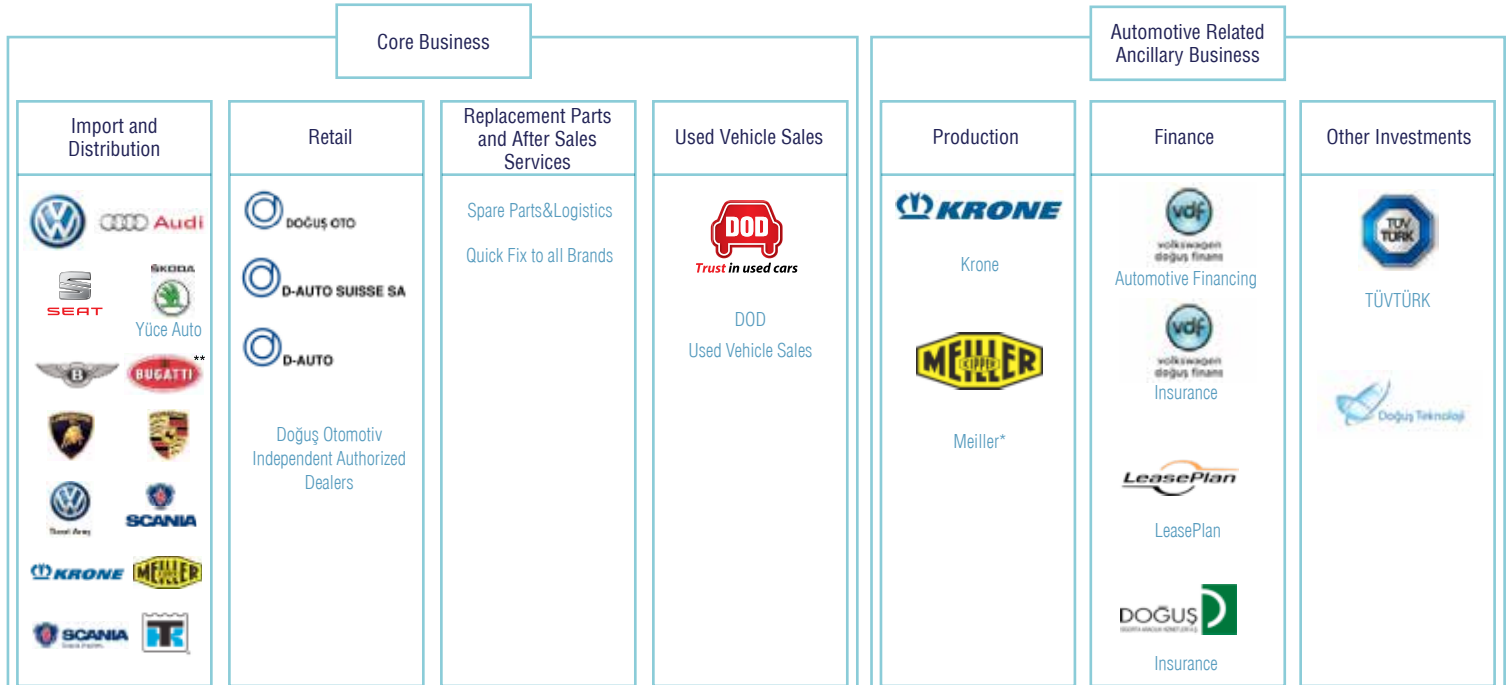 Core Business
Automotive Related
Ancillary Business
Import and
Distribution
Audi
SEAT
ŠKODA
Yüce Auto
B
BUGATTI
**
SCANIA
KRONE
MEILLER
SCANIA
Retail
DOĞUŞ OTO
D-AUTO SUISSE SA
D-AUTO
Doğuş Otomotiv
Independent Authorized
Dealers
Replacement Parts
and After Sales
Services
Spare Parts&Logistics
Quick Fix to all Brands
Used Vehicle Sales
DOD
Trust in used cars
DOD
Used Vehicle Sales
Production
KRONE
Krone
MEILLER
KIPPER
Meiller*
Finance
vdf
volkswagen
doğuş finans
Automotive Financing
vdf
volkswagen
doğuş finans
Insurance
LeasePlan
LeasePlan
DOĞUŞ
Insurance
Other Investments
TÜV
TURK
TÜVTÜRK
Doğuş Teknoloji